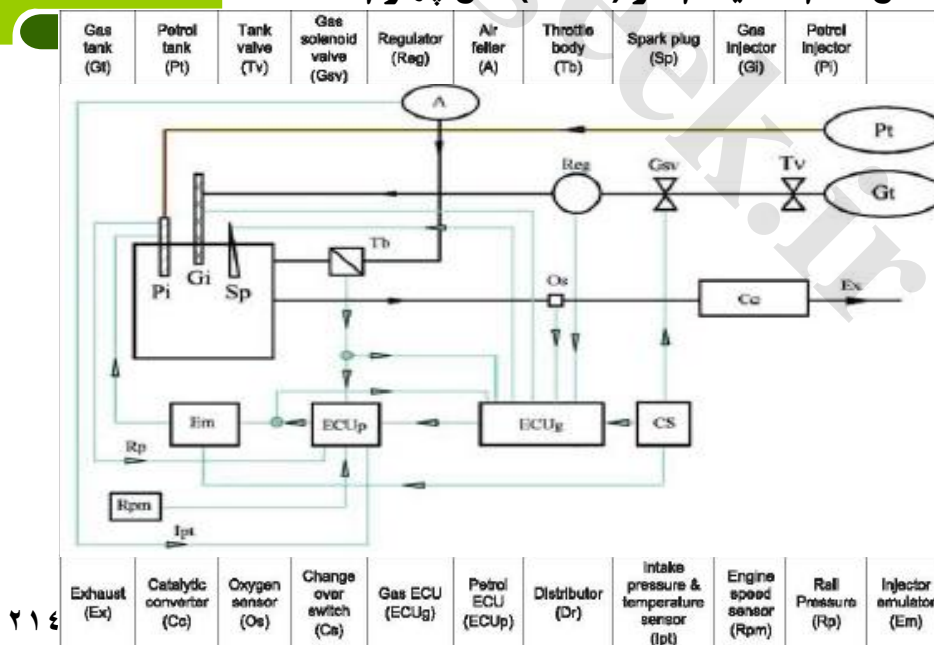 Gas tank (Gt)
Petrol tank (Pt)
Tank valve (Tv)
Gas solenoid valve (Gsv)
Regulator (Reg)
Air felter (A)
Throttle body (Tb)
Spark plug (Sp)
Gas Injector (Gi)
Petrol Injector (Pi)
A
Pt
Reg
Gsv
Tv
Gt
Tb
Pi
Gi
Sp
Os
Cc
Ex
Em
ECUp
ECUg
CS
Rp
Rpm
Ipt
Exhaust (Ex)
Catalytic converter (Cc)
Oxygen sensor (Os)
Change over switch (Cs)
Gas ECU (ECUg)
Petrol ECU (ECUp)
Distributor (Dr)
Intake pressure & temperature sensor (Ipt)
Engine speed sensor (Rpm)
Rail Pressure (Rp)
Injector emulator (Em)
۲۱٤